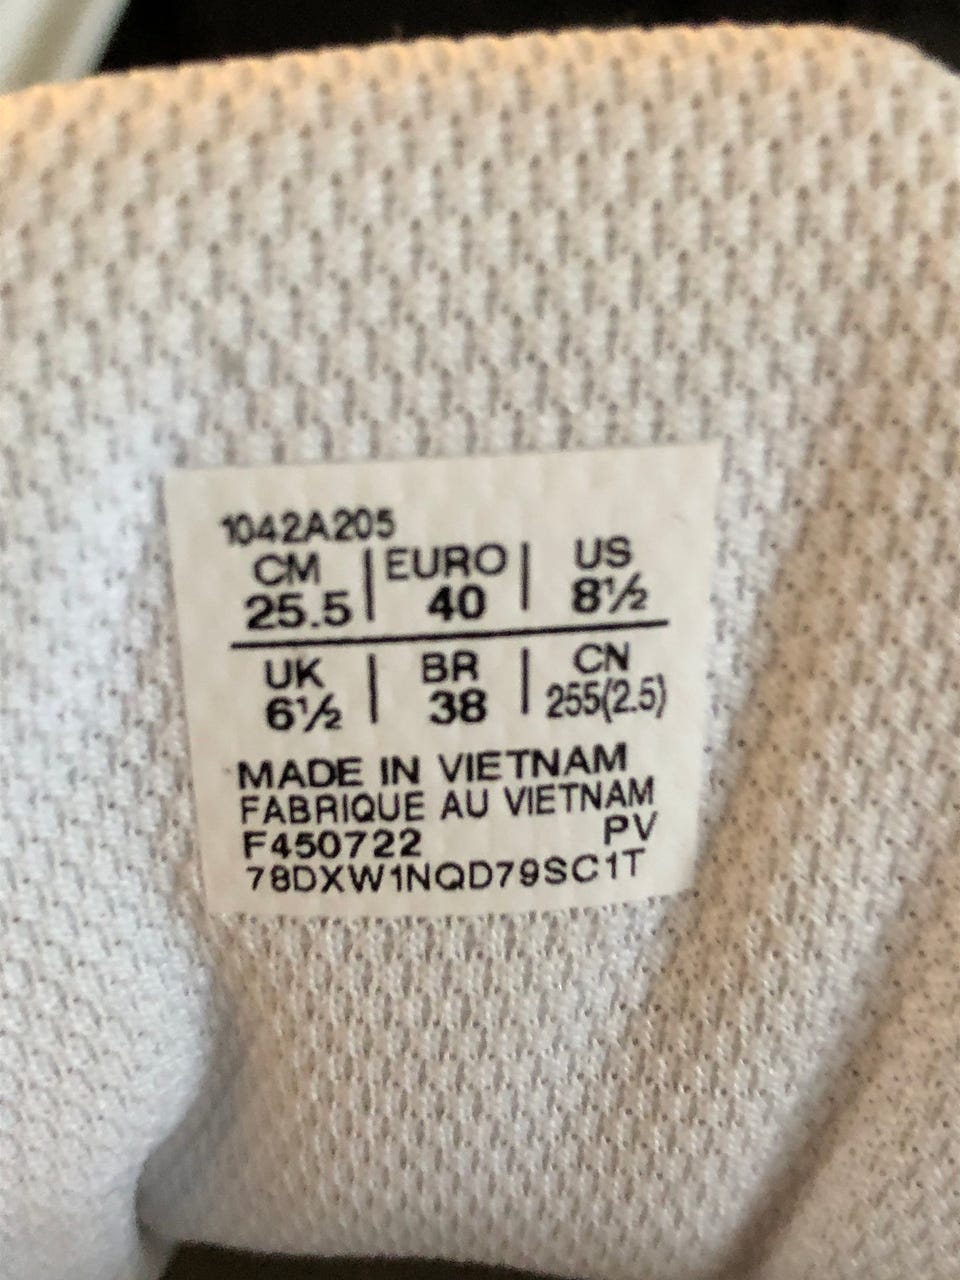 1042A205
CM | EURO | US
25.5 | 40 | 8½
UK | BR | CN
6½ | 38 | 255(2.5)
MADE IN VIETNAM
FABRIQUE AU VIETNAM
F450722 PV
78DXW1NQD79SC1T